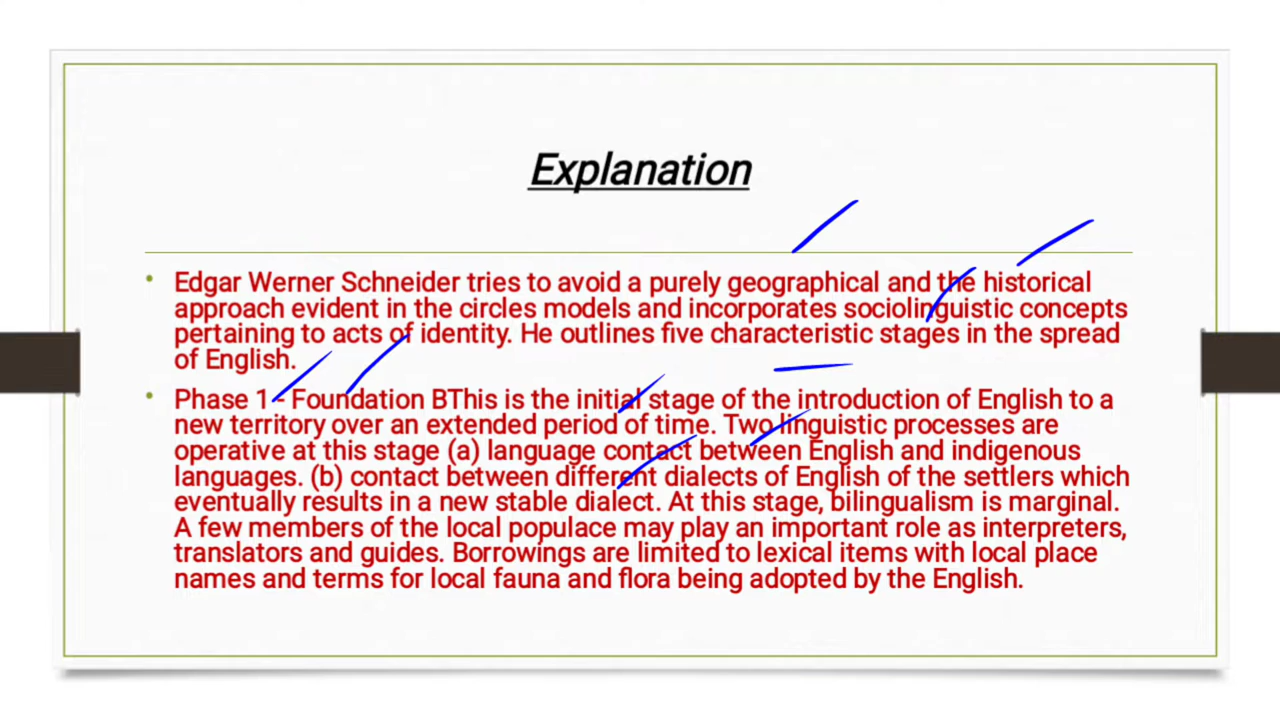 Explanation
• Edgar Werner Schneider tries to avoid a purely geographical and the historical
approach evident in the circles models and incorporates sociolinguistic concepts
pertaining to acts of identity. He outlines five characteristic stages in the spread
of English.
• Phase 1 - Foundation BThis is the initial stage of the introduction of English to a
new territory over an extended period of time. Two linguistic processes are
operative at this stage (a) language contact between English and indigenous
languages. (b) contact between different dialects of English of the settlers which
eventually results in a new stable dialect. At this stage, bilingualism is marginal.
A few members of the local populace may play an important role as interpreters,
translators and guides. Borrowings are limited to lexical items with local place
names and terms for local fauna and flora being adopted by the English.